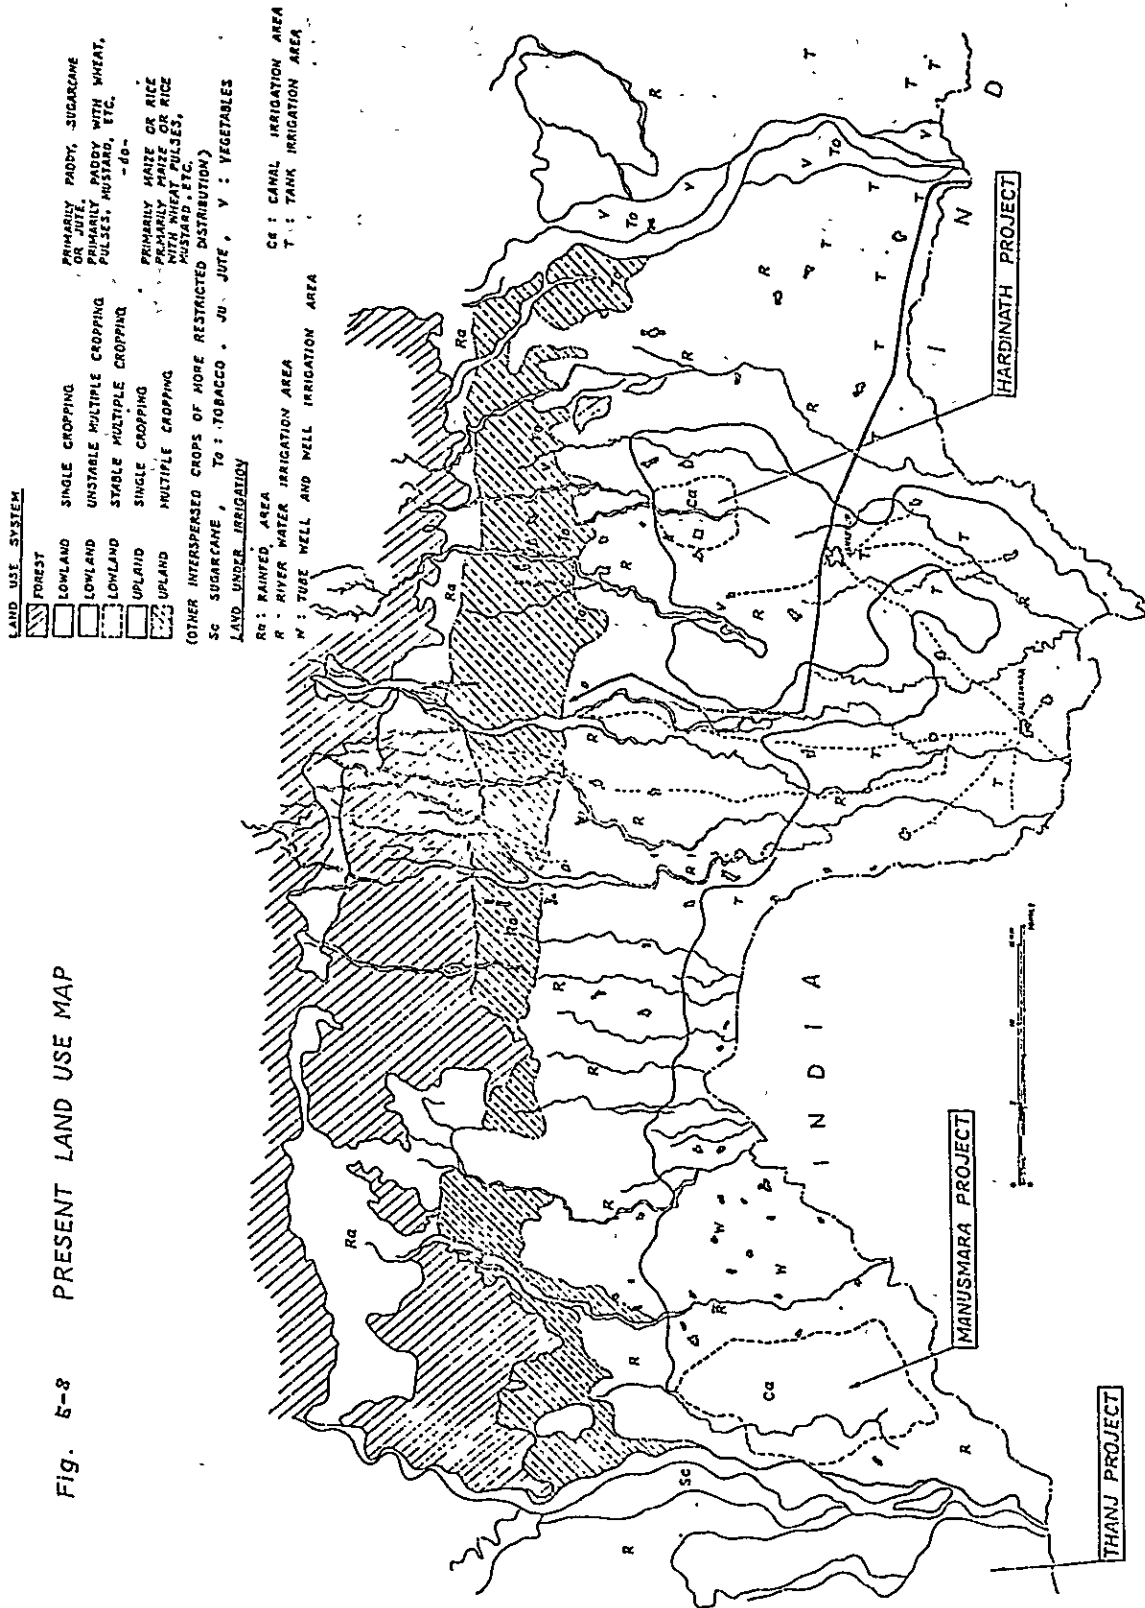 Fig. E-8 PRESENT LAND USE MAP
LAND USE SYSTEM
FOREST
LOWLAND SINGLE CROPPING PRIMARILY PADDY, SUGARCANE OR JUTE,
LOWLAND UNSTABLE MULTIPLE CROPPING PRIMARILY PADDY WITH WHEAT, PULSES, MUSTARD, ETC.
LOWLAND STABLE MULTIPLE CROPPING -do-
UPLAND SINGLE CROPPING PRIMARILY MAIZE OR RICE
UPLAND MULTIPLE CROPPING PRIMARILY MAIZE OR RICE WITH WHEAT PULSES, MUSTARD, ETC.
(OTHER INTERSPERSED CROPS OF MORE RESTRICTED DISTRIBUTION)
Sc SUGARCANE, To : TOBACCO, JU JUTE, V : VEGETABLES
LAND UNDER IRRIGATION
Ra : RAINFED AREA Ca : CANAL IRRIGATION AREA
R - RIVER WATER IRRIGATION AREA T : TANK IRRIGATION AREA
W : TUBE WELL AND WELL IRRIGATION AREA
Ra
Ra
Ra
Ra
R
R
R
R
R
R
R
Sc
Ca
W
W
Ca
To
To
V
V
V
T
T
T
T
JALESWAR
I N D I A
I N D
THANJ PROJECT
MANUSMARA PROJECT
HARDINATH PROJECT